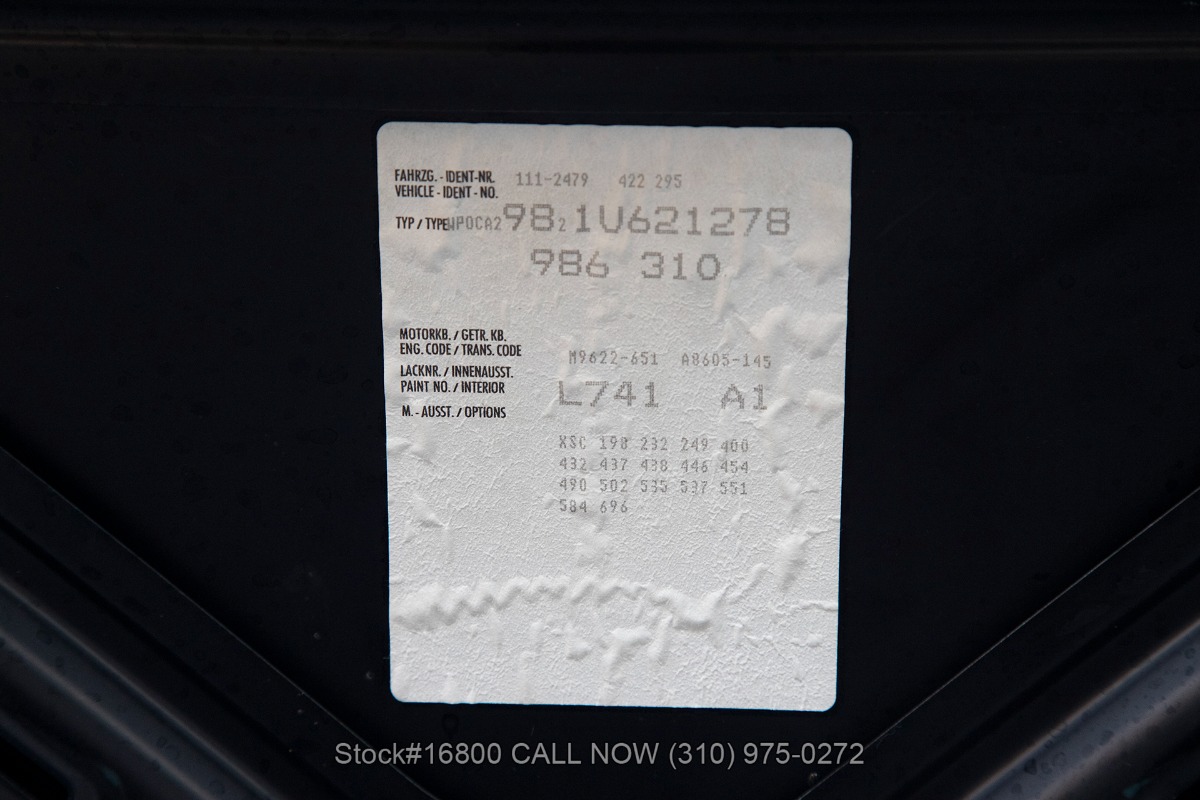 FAHRZG. - IDENT-NR. 111-2479 422 295
VEHICLE - IDENT - NO.
TYP / TYPE WP0CA298 2 1U621278
986 310
MOTORKB. / GETR. KB.
ENG. CODE / TRANS. CODE M9622-651 A8605-145
LACKNR. / INNENAUSST.
PAINT NO. / INTERIOR L741 A1
M. - AUSST. / OPTIONS
XSC 198 232 249 400
432 437 438 446 454
490 502 535 537 551
584 696
Stock#16800 CALL NOW (310) 975-0272